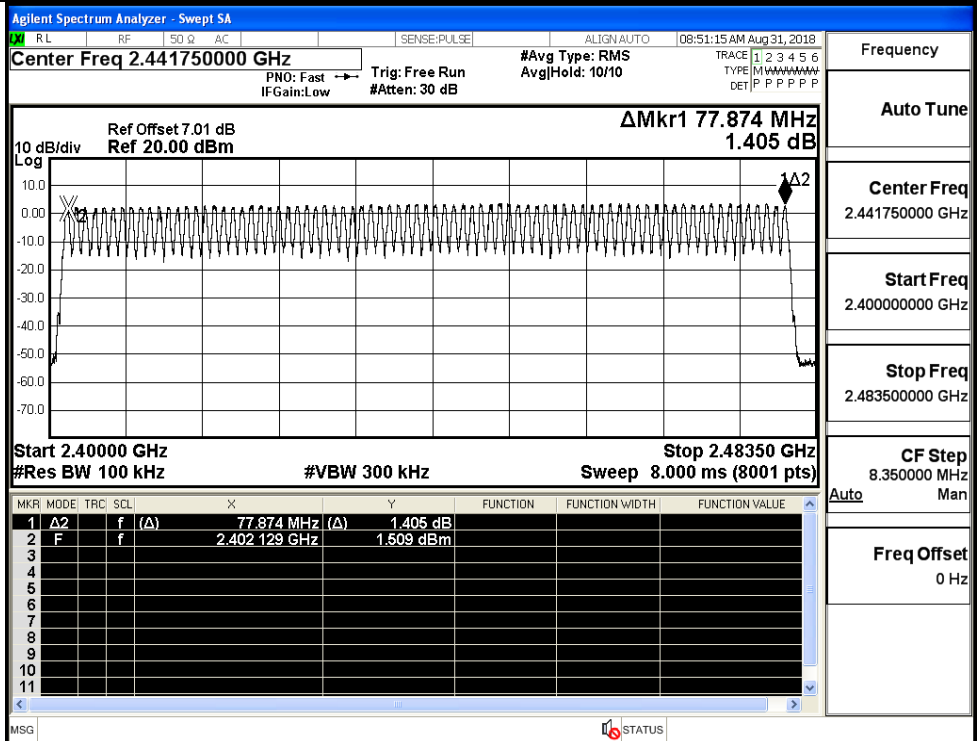 Agilent Spectrum Analyzer - Swept SA
LXI RL RF 50 Ω AC SENSE:PULSE ALIGN AUTO 08:51:15 AM Aug 31, 2018
Center Freq 2.441750000 GHz
#Avg Type: RMS
TRACE 1 2 3 4 5 6
PNO: Fast Trig: Free Run Avg|Hold: 10/10
TYPE M WWWWW
IFGain:Low #Atten: 30 dB
DET P P P P P P
ΔMkr1 77.874 MHz
1.405 dB
Ref Offset 7.01 dB
10 dB/div Ref 20.00 dBm
Log
1Δ2
10.0
0.00
2
-10.0
-20.0
-30.0
-40.0
-50.0
-60.0
-70.0
Start 2.40000 GHz Stop 2.48350 GHz
#Res BW 100 kHz #VBW 300 kHz Sweep 8.000 ms (8001 pts)
MKR MODE TRC SCL X Y FUNCTION FUNCTION WIDTH FUNCTION VALUE
1 Δ2 f (Δ) 77.874 MHz (Δ) 1.405 dB
2 F f 2.402 129 GHz 1.509 dBm
3
4
5
6
7
8
9
10
11
MSG STATUS
Frequency
Auto Tune
Center Freq
2.441750000 GHz
Start Freq
2.400000000 GHz
Stop Freq
2.483500000 GHz
CF Step
8.350000 MHz
Auto Man
Freq Offset
0 Hz